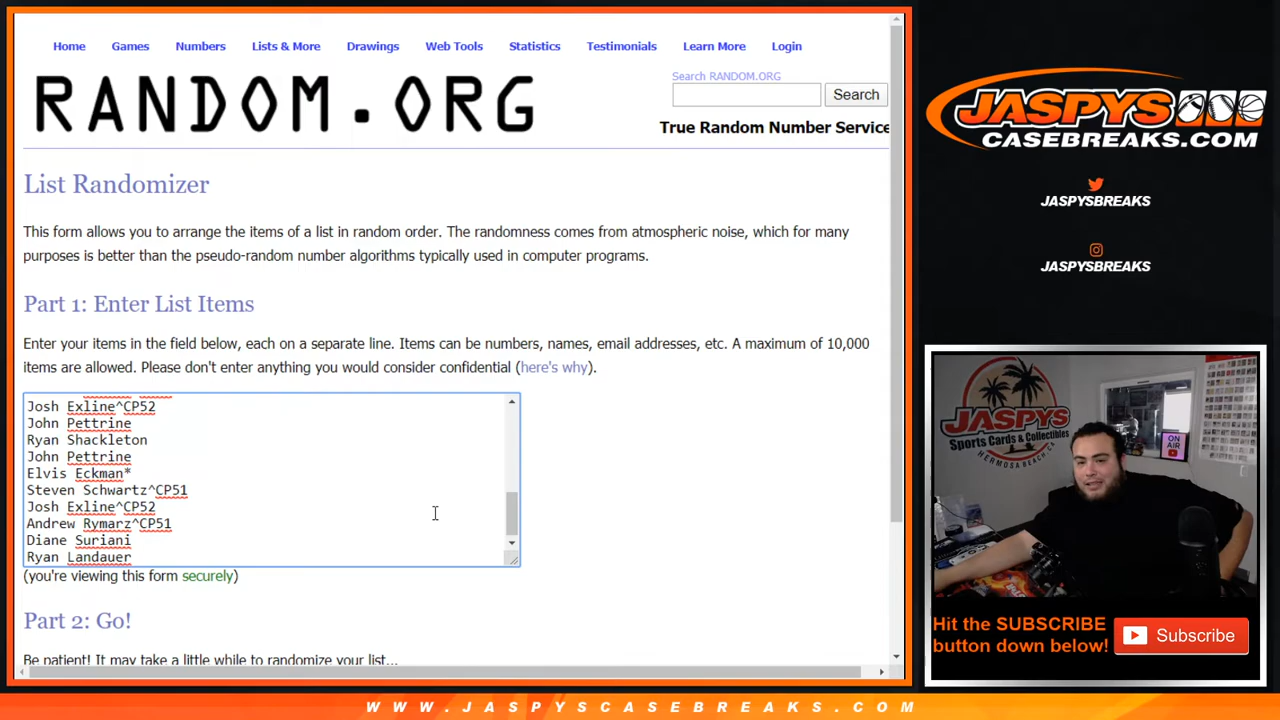 Home Games Numbers Lists & More Drawings Web Tools Statistics Testimonials Learn More Login
RANDOM.ORG
Search RANDOM.ORG
Search
True Random Number Service
List Randomizer
This form allows you to arrange the items of a list in random order. The randomness comes from atmospheric noise, which for many
purposes is better than the pseudo-random number algorithms typically used in computer programs.
Part 1: Enter List Items
Enter your items in the field below, each on a separate line. Items can be numbers, names, email addresses, etc. A maximum of 10,000
items are allowed. Please don't enter anything you would consider confidential (here's why).
Josh Exline^CP52
John Pettrine
Ryan Shackleton
John Pettrine
Elvis Eckman*
Steven Schwartz^CP51
Josh Exline^CP52
Andrew Rymarz^CP51
Diane Suriani
Ryan Landauer
(you're viewing this form securely)
Part 2: Go!
Be patient! It may take a little while to randomize your list...
JASPYS
CASEBREAKS.COM
JASPYSBREAKS
JASPYSBREAKS
JASPYS
Sports Cards & Collectibles
HERMOSA BEACH, CA
ON
AIR
Hit the SUBSCRIBE
button down below!
Subscribe
WWW.JASPYSCASEBREAKS.COM